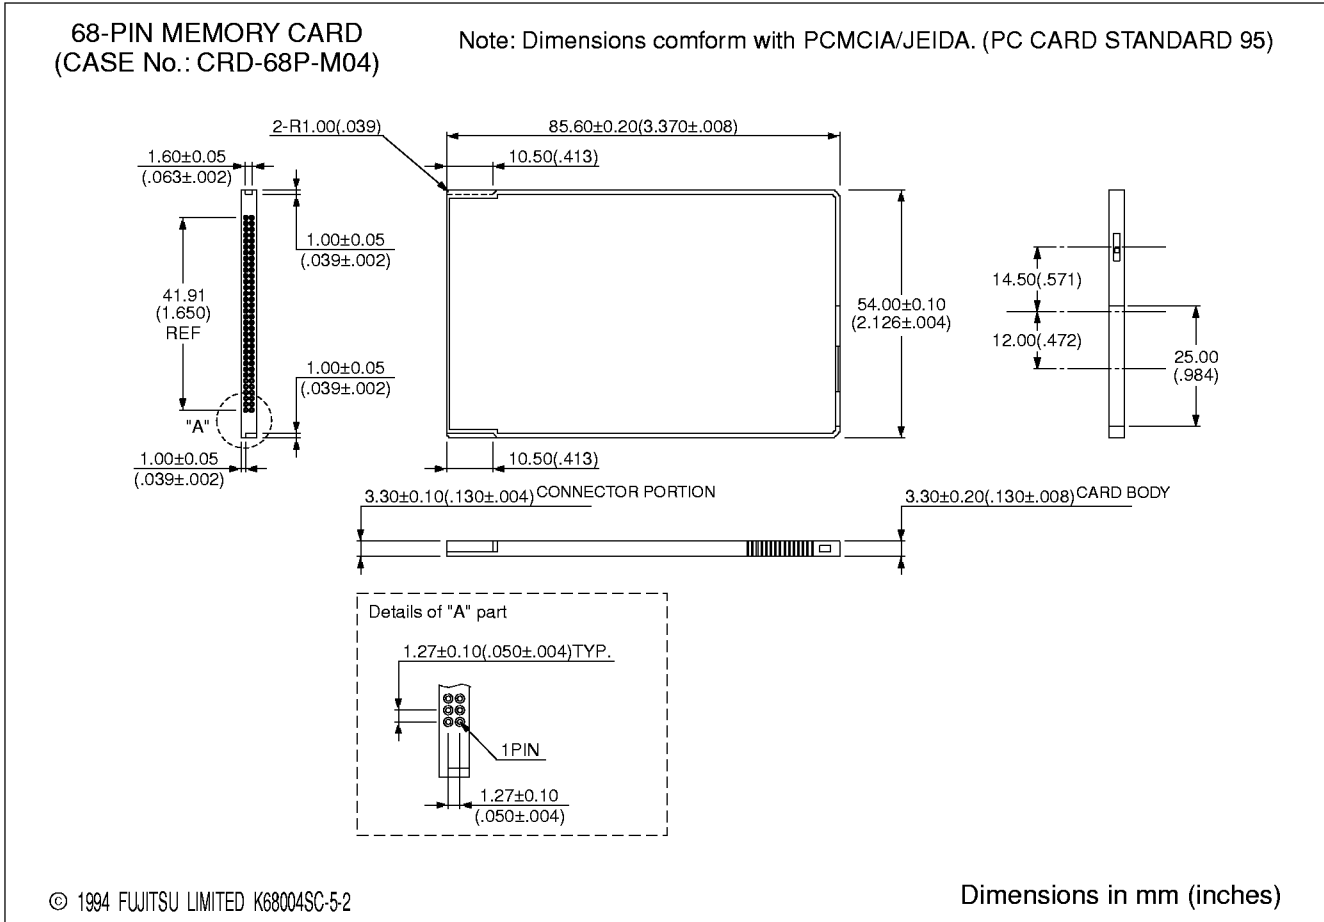 68-PIN MEMORY CARD
(CASE No.: CRD-68P-M04)
Note: Dimensions comform with PCMCIA/JEIDA. (PC CARD STANDARD 95)
2-R1.00(.039)
85.60±0.20(3.370±.008)
10.50(.413)
1.60±0.05
(.063±.002)
1.00±0.05
(.039±.002)
41.91
(1.650)
REF
54.00±0.10
(2.126±.004)
14.50(.571)
12.00(.472)
25.00
(.984)
1.00±0.05
(.039±.002)
"A"
1.00±0.05
(.039±.002)
10.50(.413)
3.30±0.10(.130±.004) CONNECTOR PORTION
3.30±0.20(.130±.008) CARD BODY
Details of "A" part
1.27±0.10(.050±.004)TYP.
1PIN
1.27±0.10
(.050±.004)
© 1994 FUJITSU LIMITED K68004SC-5-2
Dimensions in mm (inches)